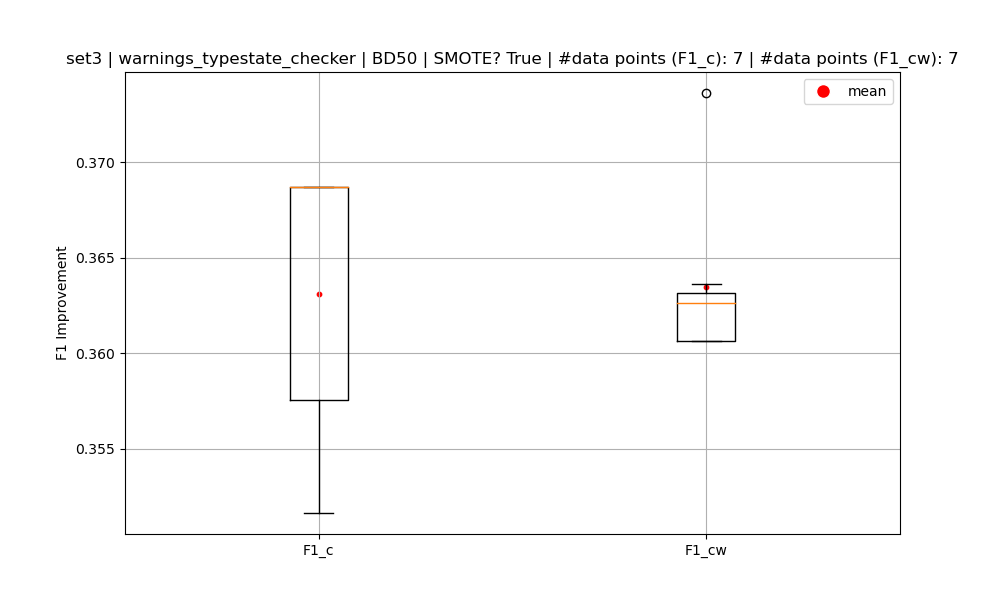 set3 | warnings_typestate_checker | BD50 | SMOTE? True | #data points (F1_c): 7 | #data points (F1_cw): 7
mean
0.370
0.365
0.360
0.355
F1 Improvement
F1_c
F1_cw